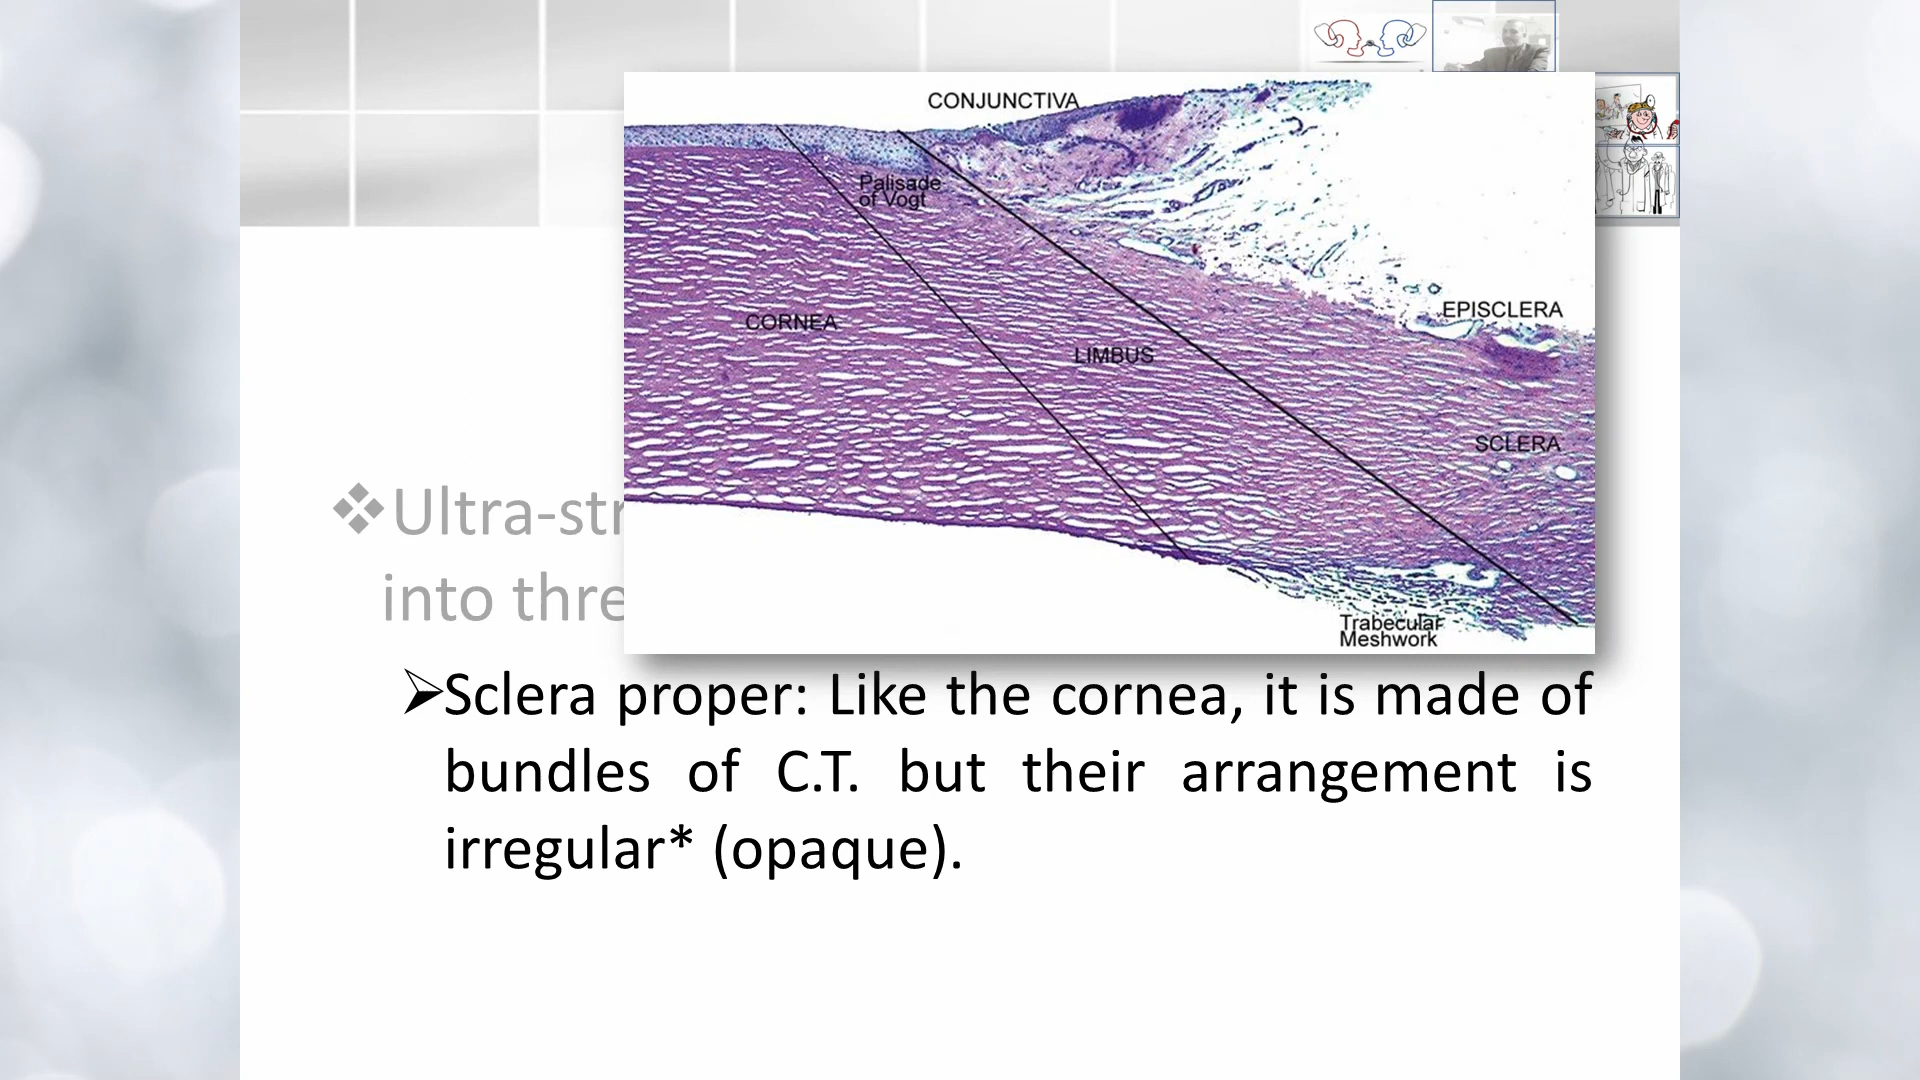 CONJUNCTIVA
Palisade
of Vogt
EPISCLERA
CORNEA
LIMBUS
SCLERA
Trabecular
Meshwork
❖Ultra-str
into thre
➢Sclera proper: Like the cornea, it is made of
bundles of C.T. but their arrangement is
irregular* (opaque).